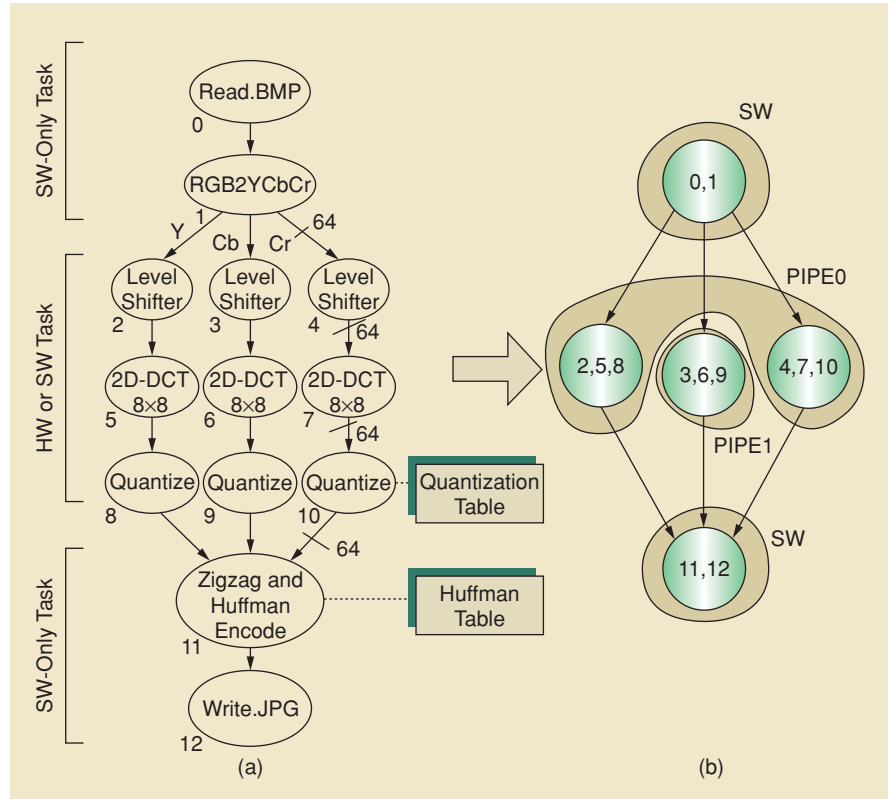 SW-Only Task
Read.BMP
0
RGB2YCbCr
1
64
Y
Cb
Cr
HW or SW Task
Level
Shifter
2
Level
Shifter
3
Level
Shifter
4
64
2D-DCT
8×8
5
2D-DCT
8×8
6
2D-DCT
8×8
7
64
Quantize
8
Quantize
9
Quantize
10
64
Quantization
Table
SW-Only Task
Zigzag and
Huffman
Encode
11
Huffman
Table
Write.JPG
12
(a)
SW
0,1
PIPE0
2,5,8
3,6,9
4,7,10
PIPE1
SW
11,12
(b)